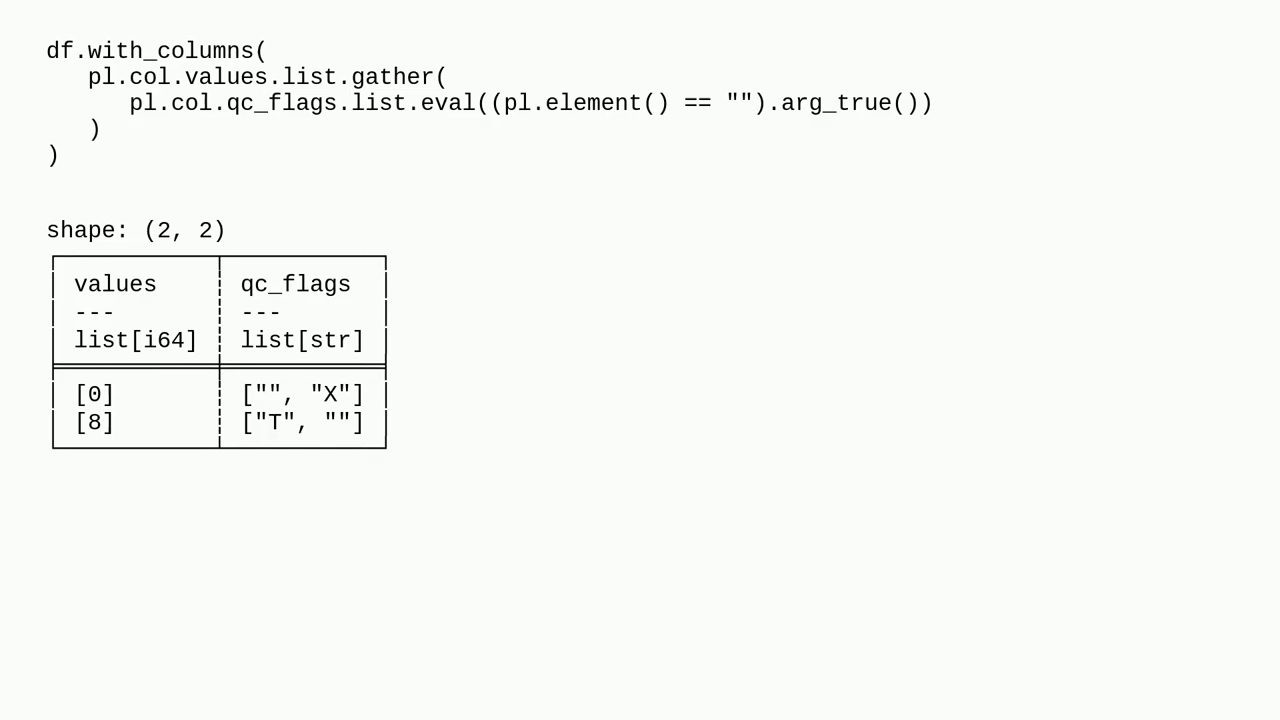 df.with_columns(
   pl.col.values.list.gather(
      pl.col.qc_flags.list.eval((pl.element() == "").arg_true())
   )
)
shape: (2, 2)
values qc_flags
--- ---
list[i64] list[str]
[0] ["", "X"]
[8] ["T", ""]